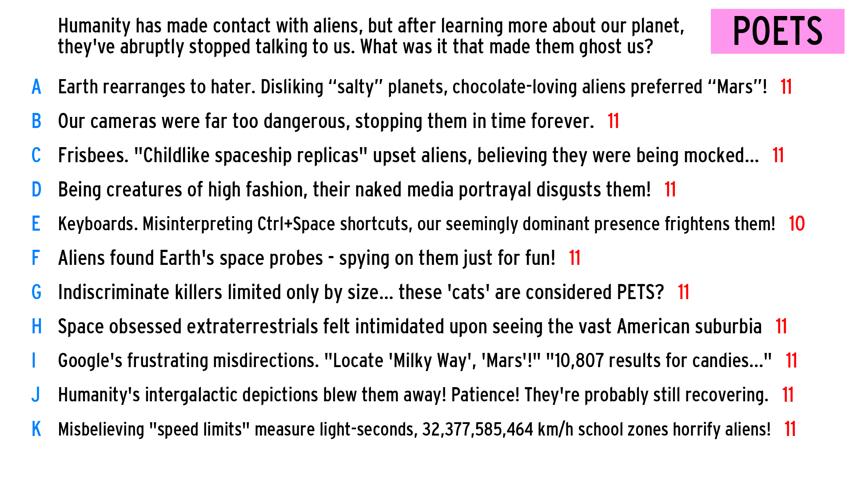 Humanity has made contact with aliens, but after learning more about our planet,
they've abruptly stopped talking to us. What was it that made them ghost us?
POETS
A Earth rearranges to hater. Disliking “salty” planets, chocolate-loving aliens preferred “Mars”! 11
B Our cameras were far too dangerous, stopping them in time forever. 11
C Frisbees. "Childlike spaceship replicas" upset aliens, believing they were being mocked... 11
D Being creatures of high fashion, their naked media portrayal disgusts them! 11
E Keyboards. Misinterpreting Ctrl+Space shortcuts, our seemingly dominant presence frightens them! 10
F Aliens found Earth's space probes - spying on them just for fun! 11
G Indiscriminate killers limited only by size... these 'cats' are considered PETS? 11
H Space obsessed extraterrestrials felt intimidated upon seeing the vast American suburbia 11
I Google's frustrating misdirections. "Locate 'Milky Way', 'Mars'!" "10,807 results for candies..." 11
J Humanity's intergalactic depictions blew them away! Patience! They're probably still recovering. 11
K Misbelieving "speed limits" measure light-seconds, 32,377,585,464 km/h school zones horrify aliens! 11